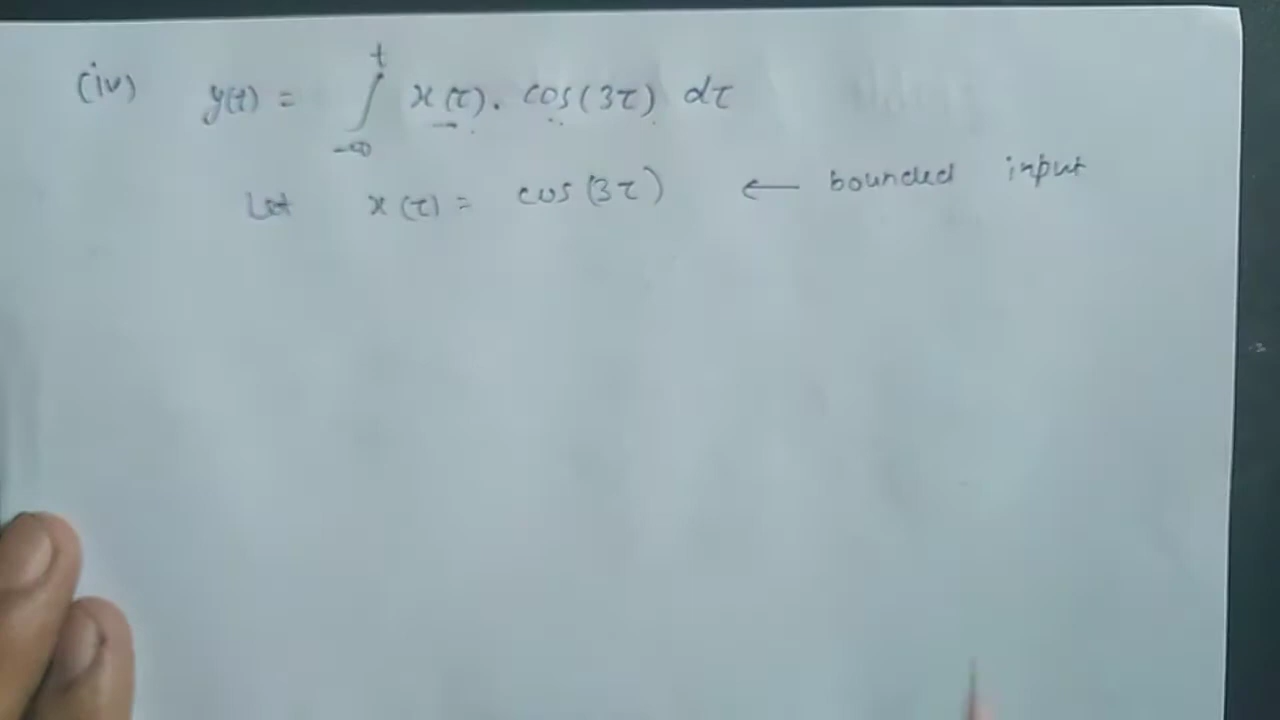 (iv) y(t) = ∫_{-∞}^{t} x(τ). cos(3τ) dτ
Let x(τ) = cos(3τ) ← bounded input